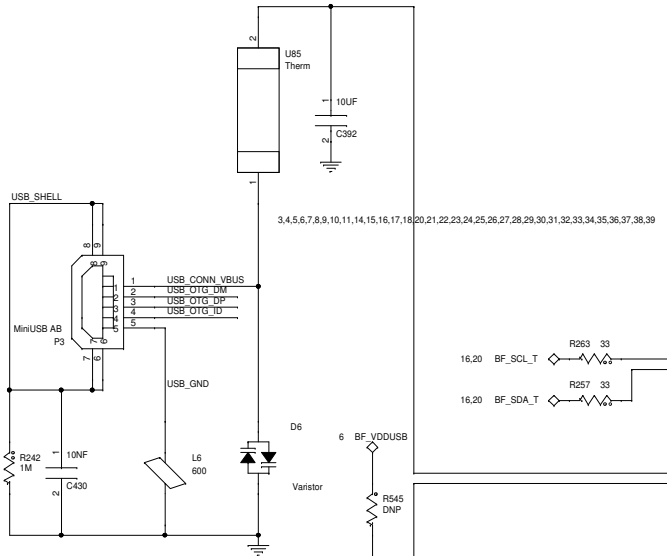 2
U85
Therm
1
10UF
C392
2
1
USB_SHELL
3,4,5,6,7,8,9,10,11,14,15,16,17,18,20,21,22,23,24,25,26,27,28,29,30,31,32,33,34,35,36,37,38,39
8
9
8
9
1
1
USB_CONN_VBUS
2
2
USB_OTG_DM
3
3
USB_OTG_DP
4
4
USB_OTG_ID
5
5
MiniUSB AB
P3
7
6
7
6
R263 33
16,20 BF_SCL_T
USB_GND
R257 33
16,20 BF_SDA_T
D6
6 BF_VDDUSB
R242
1M
1
10NF
C430
2
L6
600
Varistor
R545
DNP